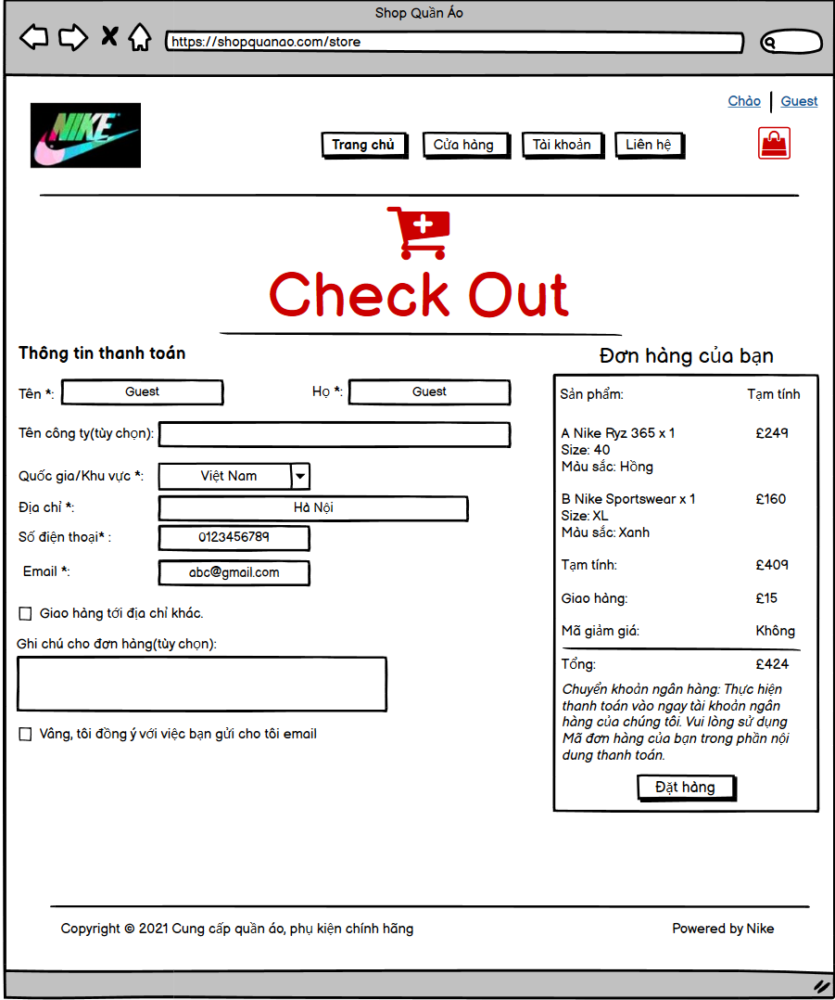 Shop Quần Áo
https://shopquanao.com/store
Chào Guest
NIKE
Trang chủ Cửa hàng Tài khoản Liên hệ
Check Out
Thông tin thanh toán
Tên *: Guest Họ *: Guest
Tên công ty(tùy chọn):
Quốc gia/Khu vực *: Việt Nam
Địa chỉ *: Hà Nội
Số điện thoại* : 0123456789
Email *: abc@gmail.com
Giao hàng tới địa chỉ khác.
Ghi chú cho đơn hàng(tùy chọn):
Vâng, tôi đồng ý với việc bạn gửi cho tôi email
Đơn hàng của bạn
Sản phẩm: Tạm tính
A Nike Ryz 365 x 1 £249
Size: 40
Màu sắc: Hồng
B Nike Sportswear x 1 £160
Size: XL
Màu sắc: Xanh
Tạm tính: £409
Giao hàng: £15
Mã giảm giá: Không
Tổng: £424
Chuyển khoản ngân hàng: Thực hiện
thanh toán vào ngay tài khoản ngân
hàng của chúng tôi. Vui lòng sử dụng
Mã đơn hàng của bạn trong phần nội
dung thanh toán.
Đặt hàng
Copyright © 2021 Cung cấp quần áo, phụ kiện chính hãng Powered by Nike